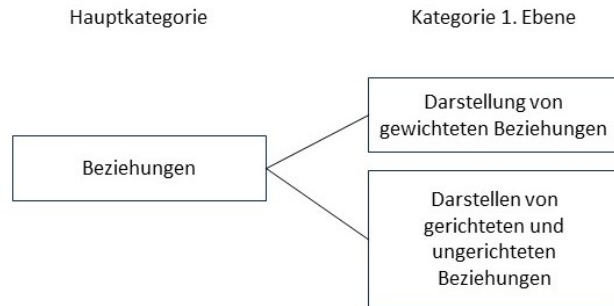 Hauptkategorie
Kategorie 1. Ebene
Beziehungen
Darstellung von
gewichteten Beziehungen
Darstellen von
gerichteten und
ungerichteten
Beziehungen